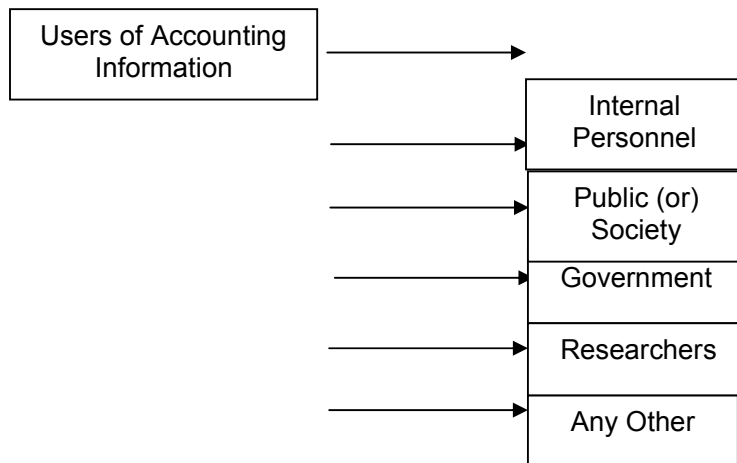 Users of Accounting
Information
Internal
Personnel
Public (or)
Society
Government
Researchers
Any Other